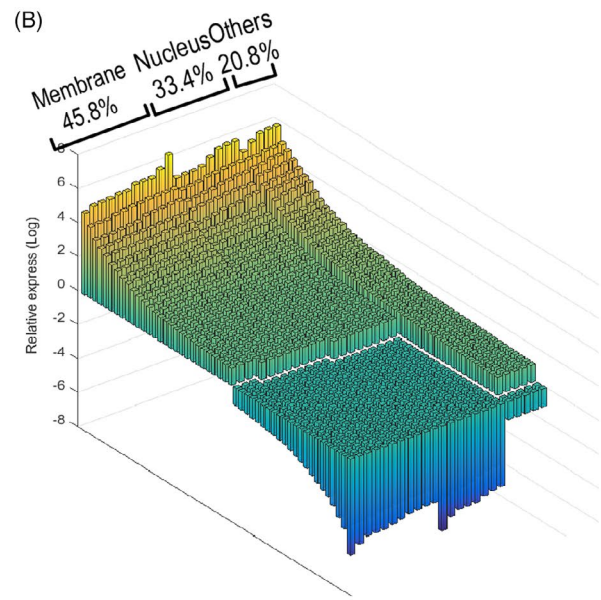 (B)
Membrane
45.8%
Nucleus
33.4%
Others
20.8%
Relative express (Log)
8
6
4
2
0
-2
-4
-6
-8